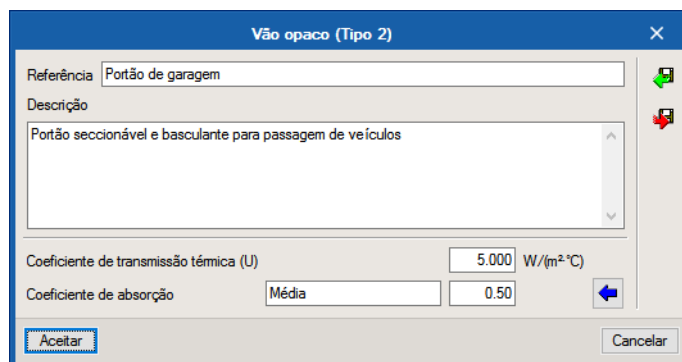 Vão opaco (Tipo 2)
Referência Portão de garagem
Descrição
Portão seccionável e basculante para passagem de veículos
Coeficiente de transmissão térmica (U) 5.000 W/(m²·°C)
Coeficiente de absorção Média 0.50
Aceitar Cancelar